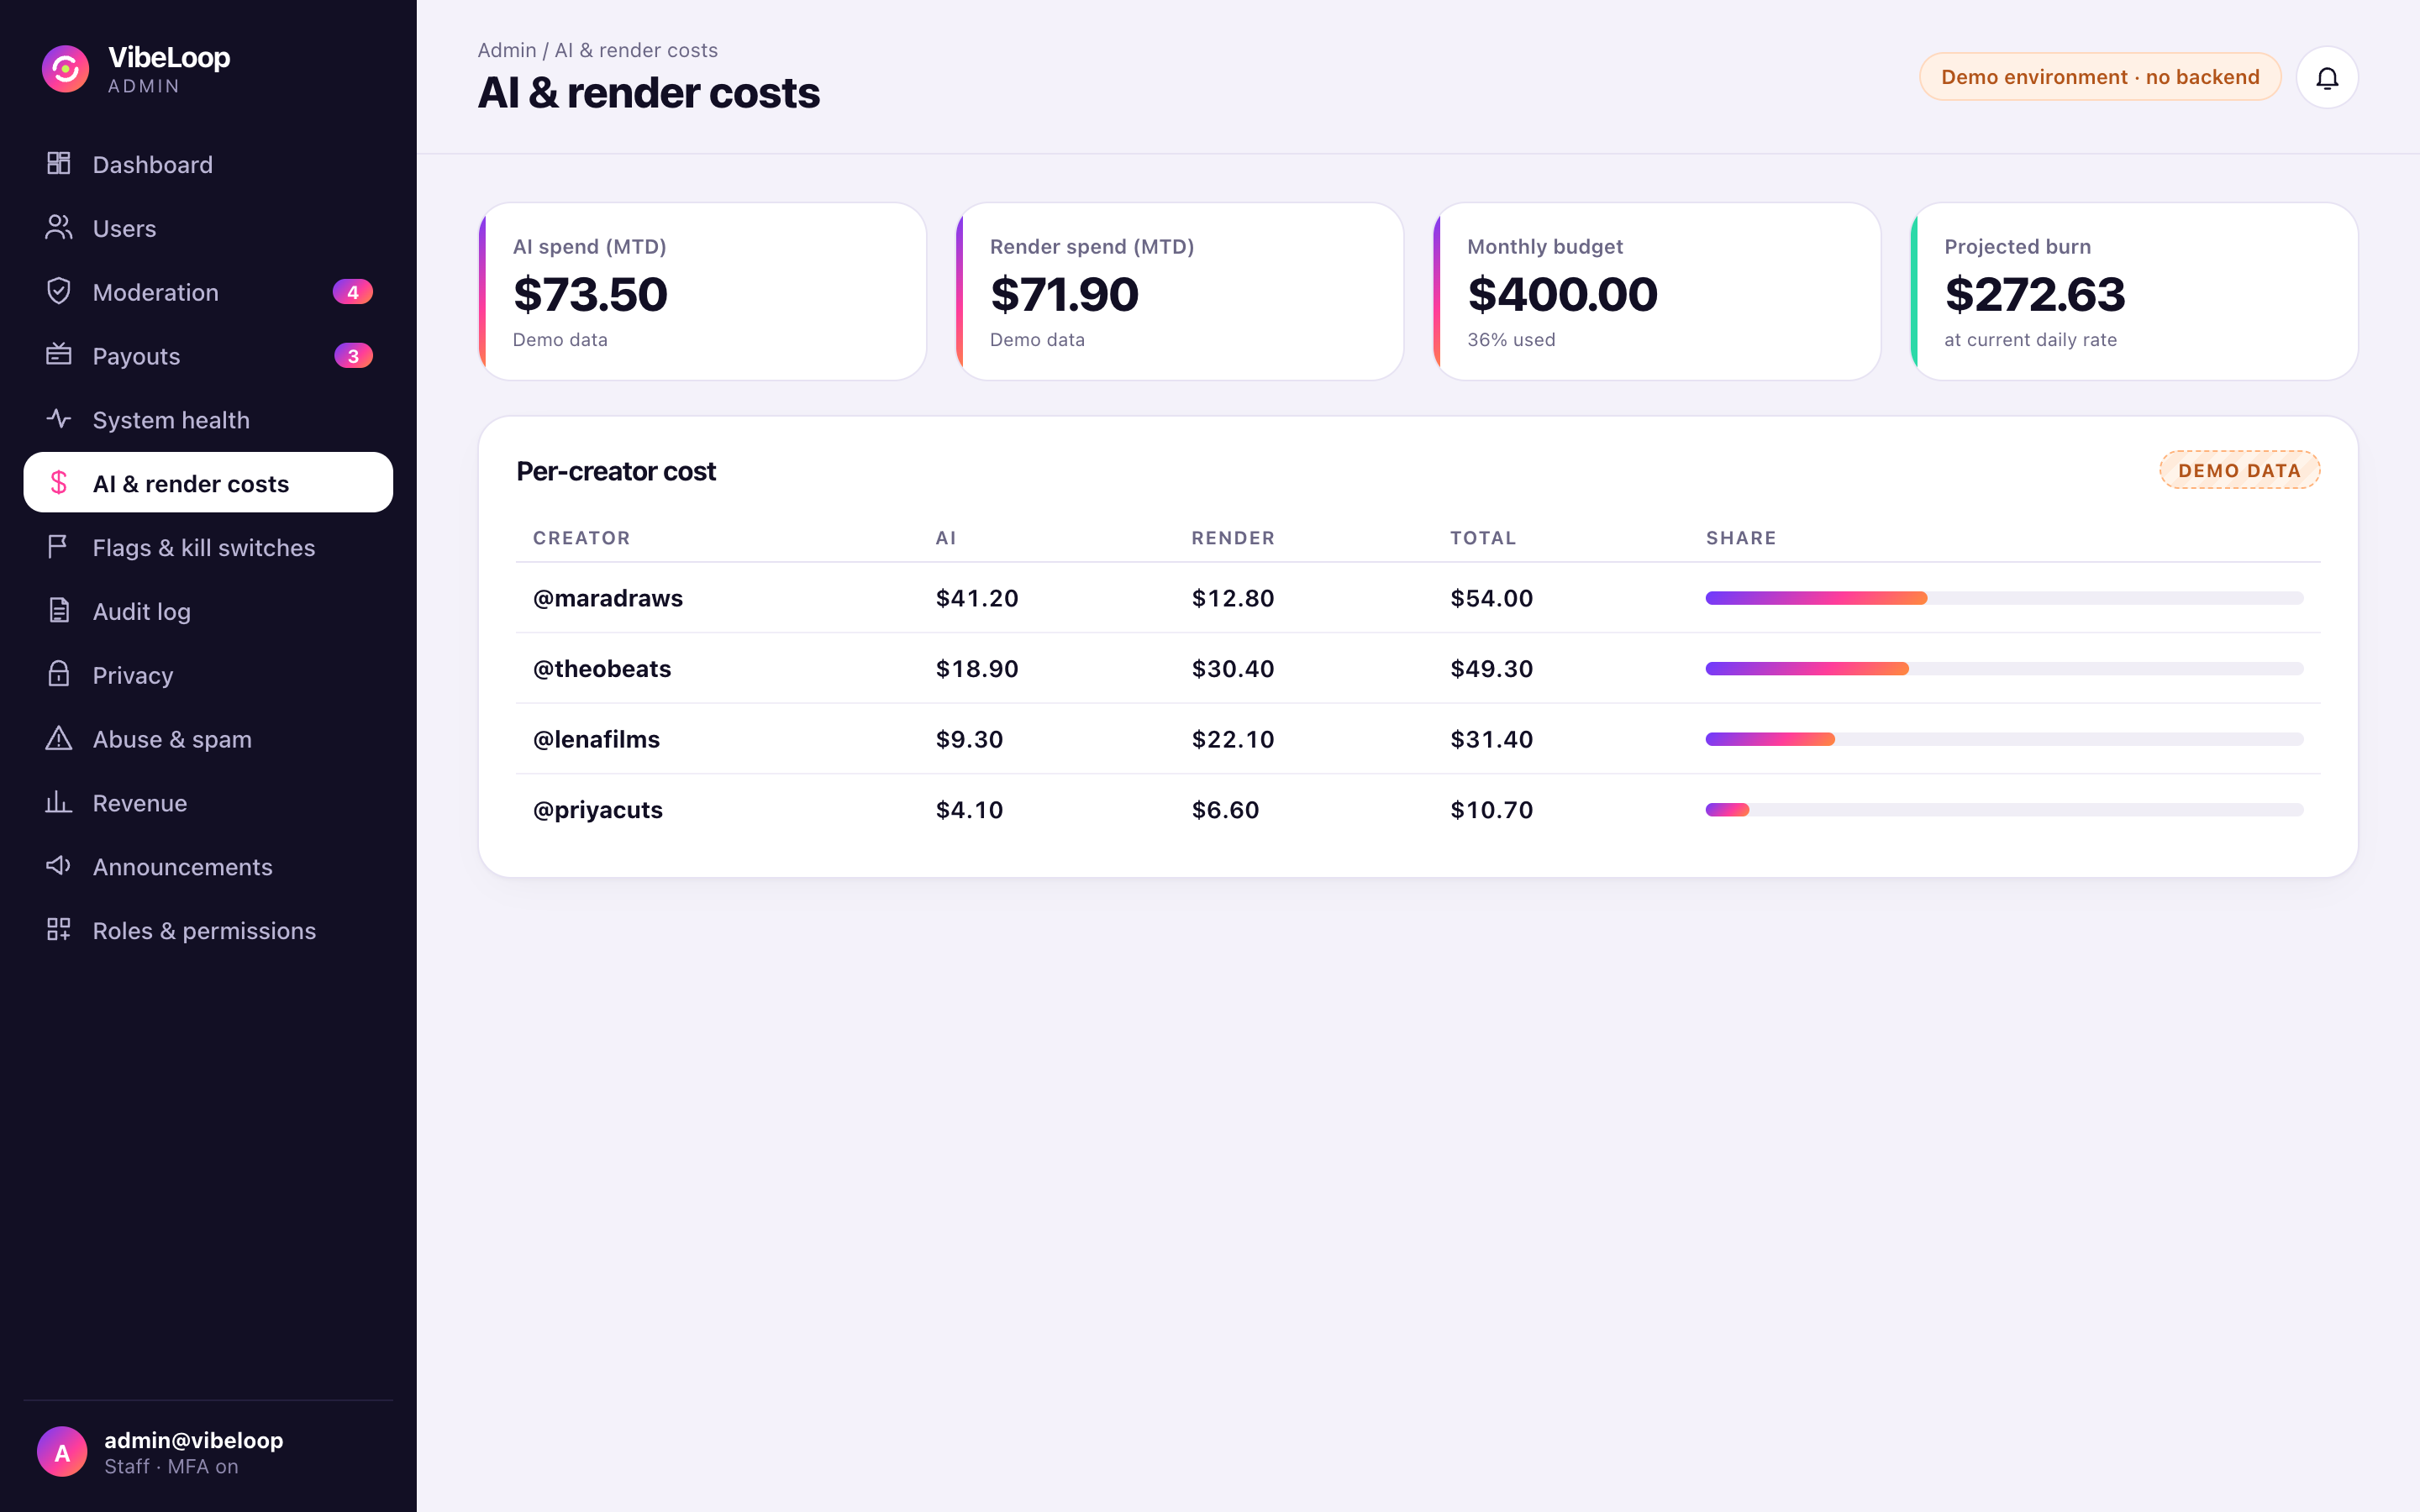 VibeLoop
ADMIN
Dashboard
Users
Moderation 4
Payouts 3
System health
AI & render costs
Flags & kill switches
Audit log
Privacy
Abuse & spam
Revenue
Announcements
Roles & permissions
A
admin@vibeloop
Staff · MFA on
Admin / AI & render costs
AI & render costs
Demo environment · no backend
AI spend (MTD)
$73.50
Demo data
Render spend (MTD)
$71.90
Demo data
Monthly budget
$400.00
36% used
Projected burn
$272.63
at current daily rate
Per-creator cost
DEMO DATA
CREATOR AI RENDER TOTAL SHARE
@maradraws $41.20 $12.80 $54.00
@theobeats $18.90 $30.40 $49.30
@lenafilms $9.30 $22.10 $31.40
@priyacuts $4.10 $6.60 $10.70